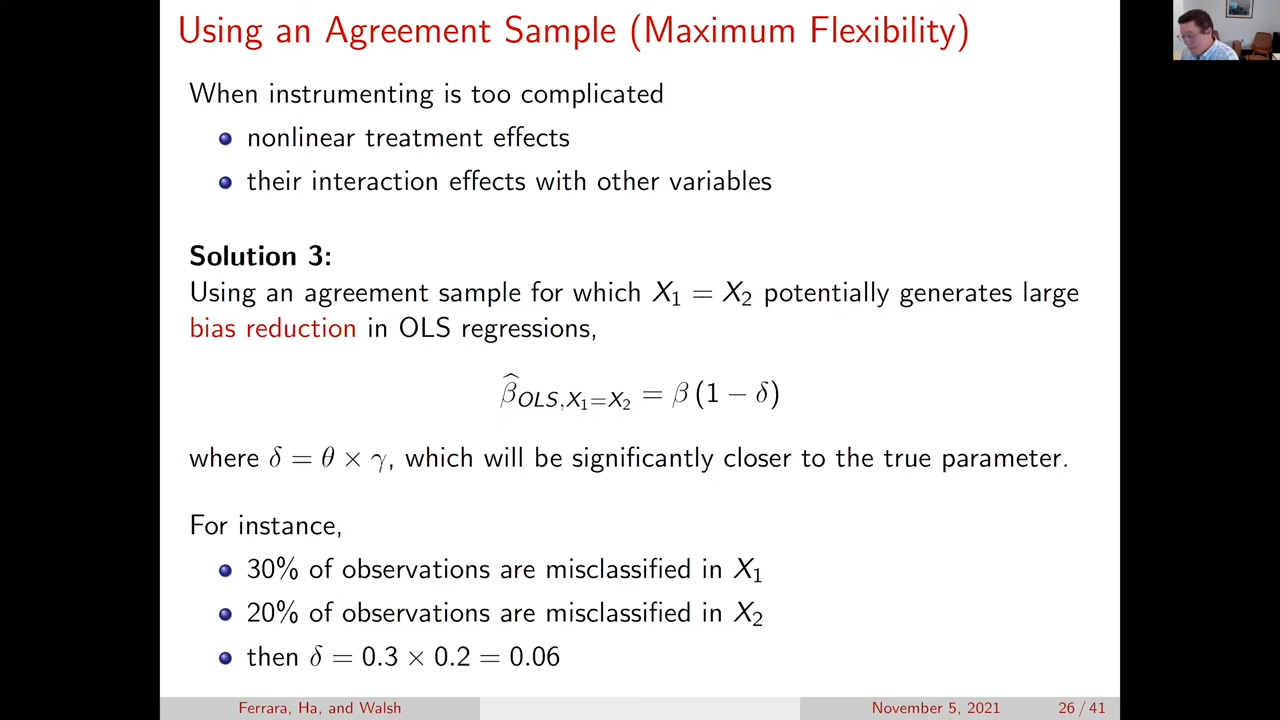 Using an Agreement Sample (Maximum Flexibility)
When instrumenting is too complicated
nonlinear treatment effects
their interaction effects with other variables
Solution 3:
Using an agreement sample for which X₁ = X₂ potentially generates large
bias reduction in OLS regressions,
β̂_OLS,X₁=X₂ = β (1 − δ)
where δ = θ × γ, which will be significantly closer to the true parameter.
For instance,
30% of observations are misclassified in X₁
20% of observations are misclassified in X₂
then δ = 0.3 × 0.2 = 0.06
Ferrara, Ha, and Walsh November 5, 2021 26 / 41